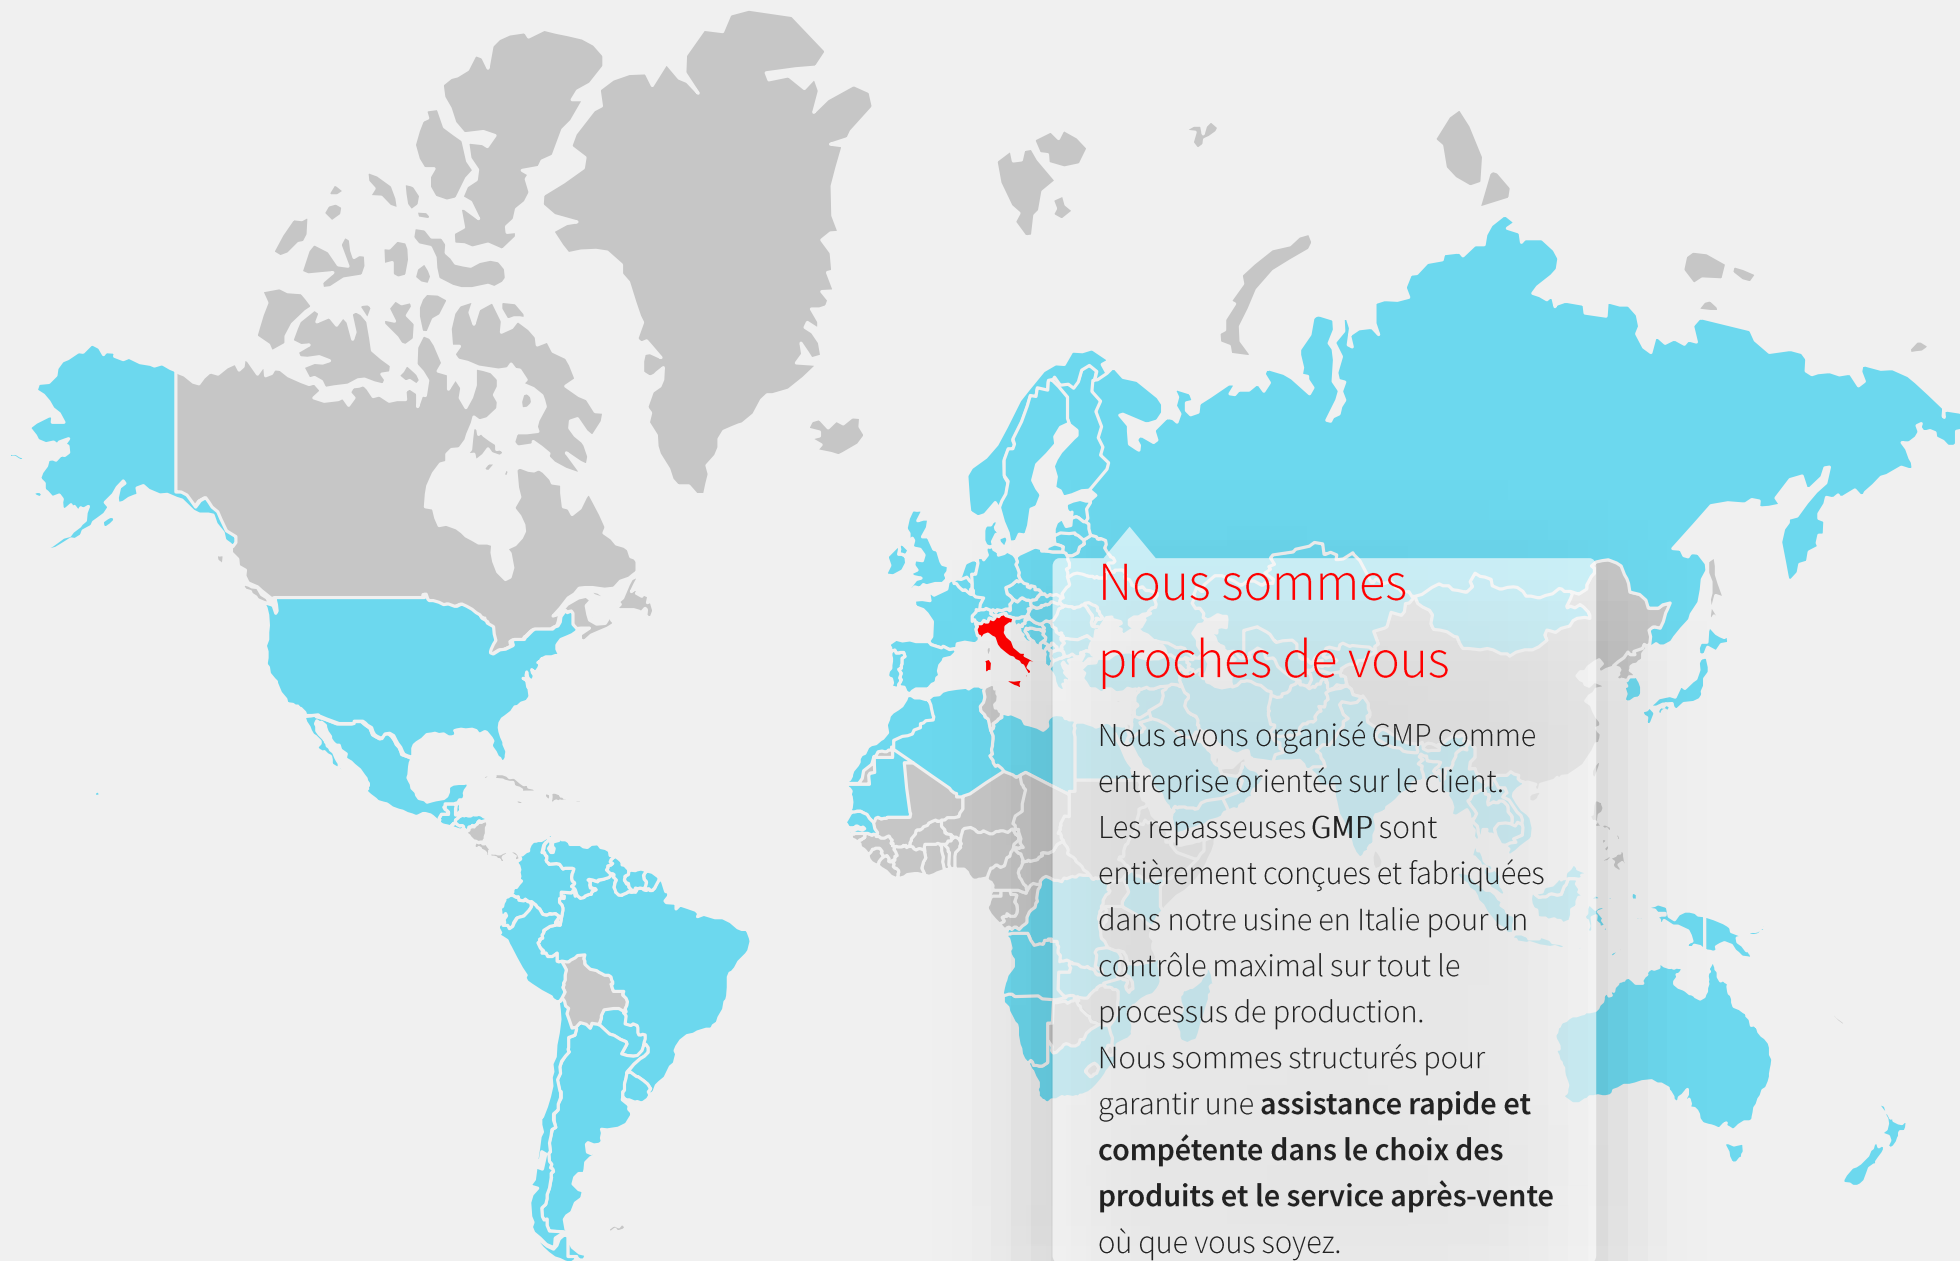 Nous sommes
proches de vous
Nous avons organisé GMP comme
entreprise orientée sur le client.
Les repasseuses GMP sont
entièrement conçues et fabriquées
dans notre usine en Italie pour un
contrôle maximal sur tout le
processus de production.
Nous sommes structurés pour
garantir une assistance rapide et
compétente dans le choix des
produits et le service après-vente
où que vous soyez.